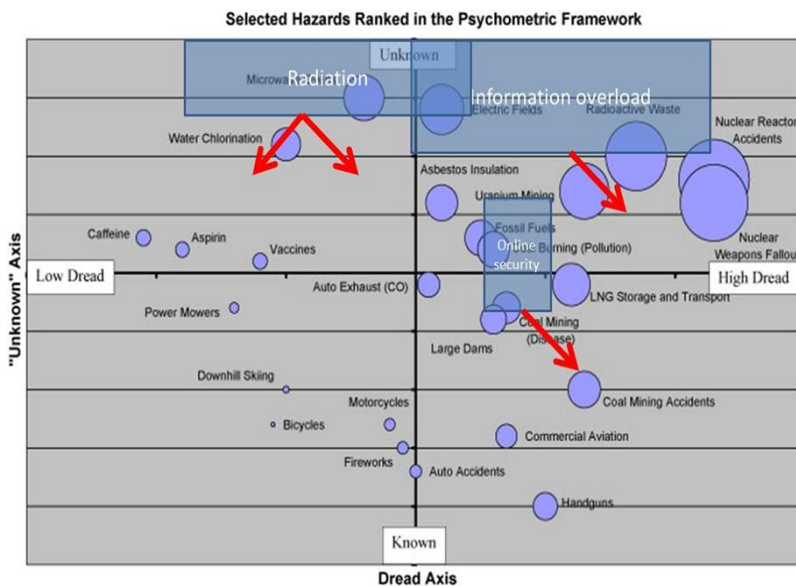 Selected Hazards Ranked in the Psychometric Framework
Unknown
Radiation
Information overload
Electric Fields
Radioactive Waste
Nuclear Reactor
Accidents
Water Chlorination
Asbestos Insulation
Uranium Mining
Caffeine
Aspirin
Vaccines
Fossil Fuels
Burning (Pollution)
Online
security
Nuclear
Weapons Fallout
Low Dread
High Dread
"Unknown" Axis
Auto Exhaust (CO)
LNG Storage and Transport
Power Mowers
Coal Mining
(Disease)
Large Dams
Downhill Skiing
Coal Mining Accidents
Motorcycles
Bicycles
Commercial Aviation
Fireworks
Auto Accidents
Handguns
Known
Dread Axis